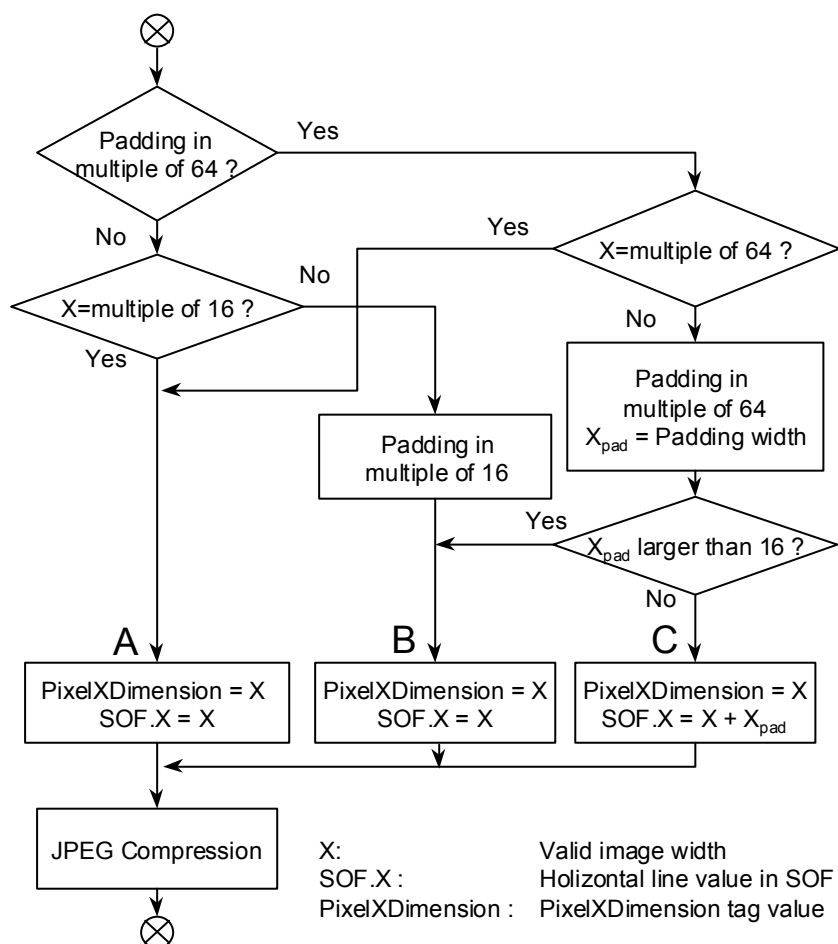 Padding in
multiple of 64 ?
Yes
No
Yes
X=multiple of 64 ?
No
X=multiple of 16 ?
Yes
No
Padding in
multiple of 64
Xpad = Padding width
Padding in
multiple of 16
Yes
Xpad larger than 16 ?
No
A
B
C
PixelXDimension = X
SOF.X = X
PixelXDimension = X
SOF.X = X
PixelXDimension = X
SOF.X = X + Xpad
JPEG Compression
X: Valid image width
SOF.X : Holizontal line value in SOF
PixelXDimension : PixelXDimension tag value